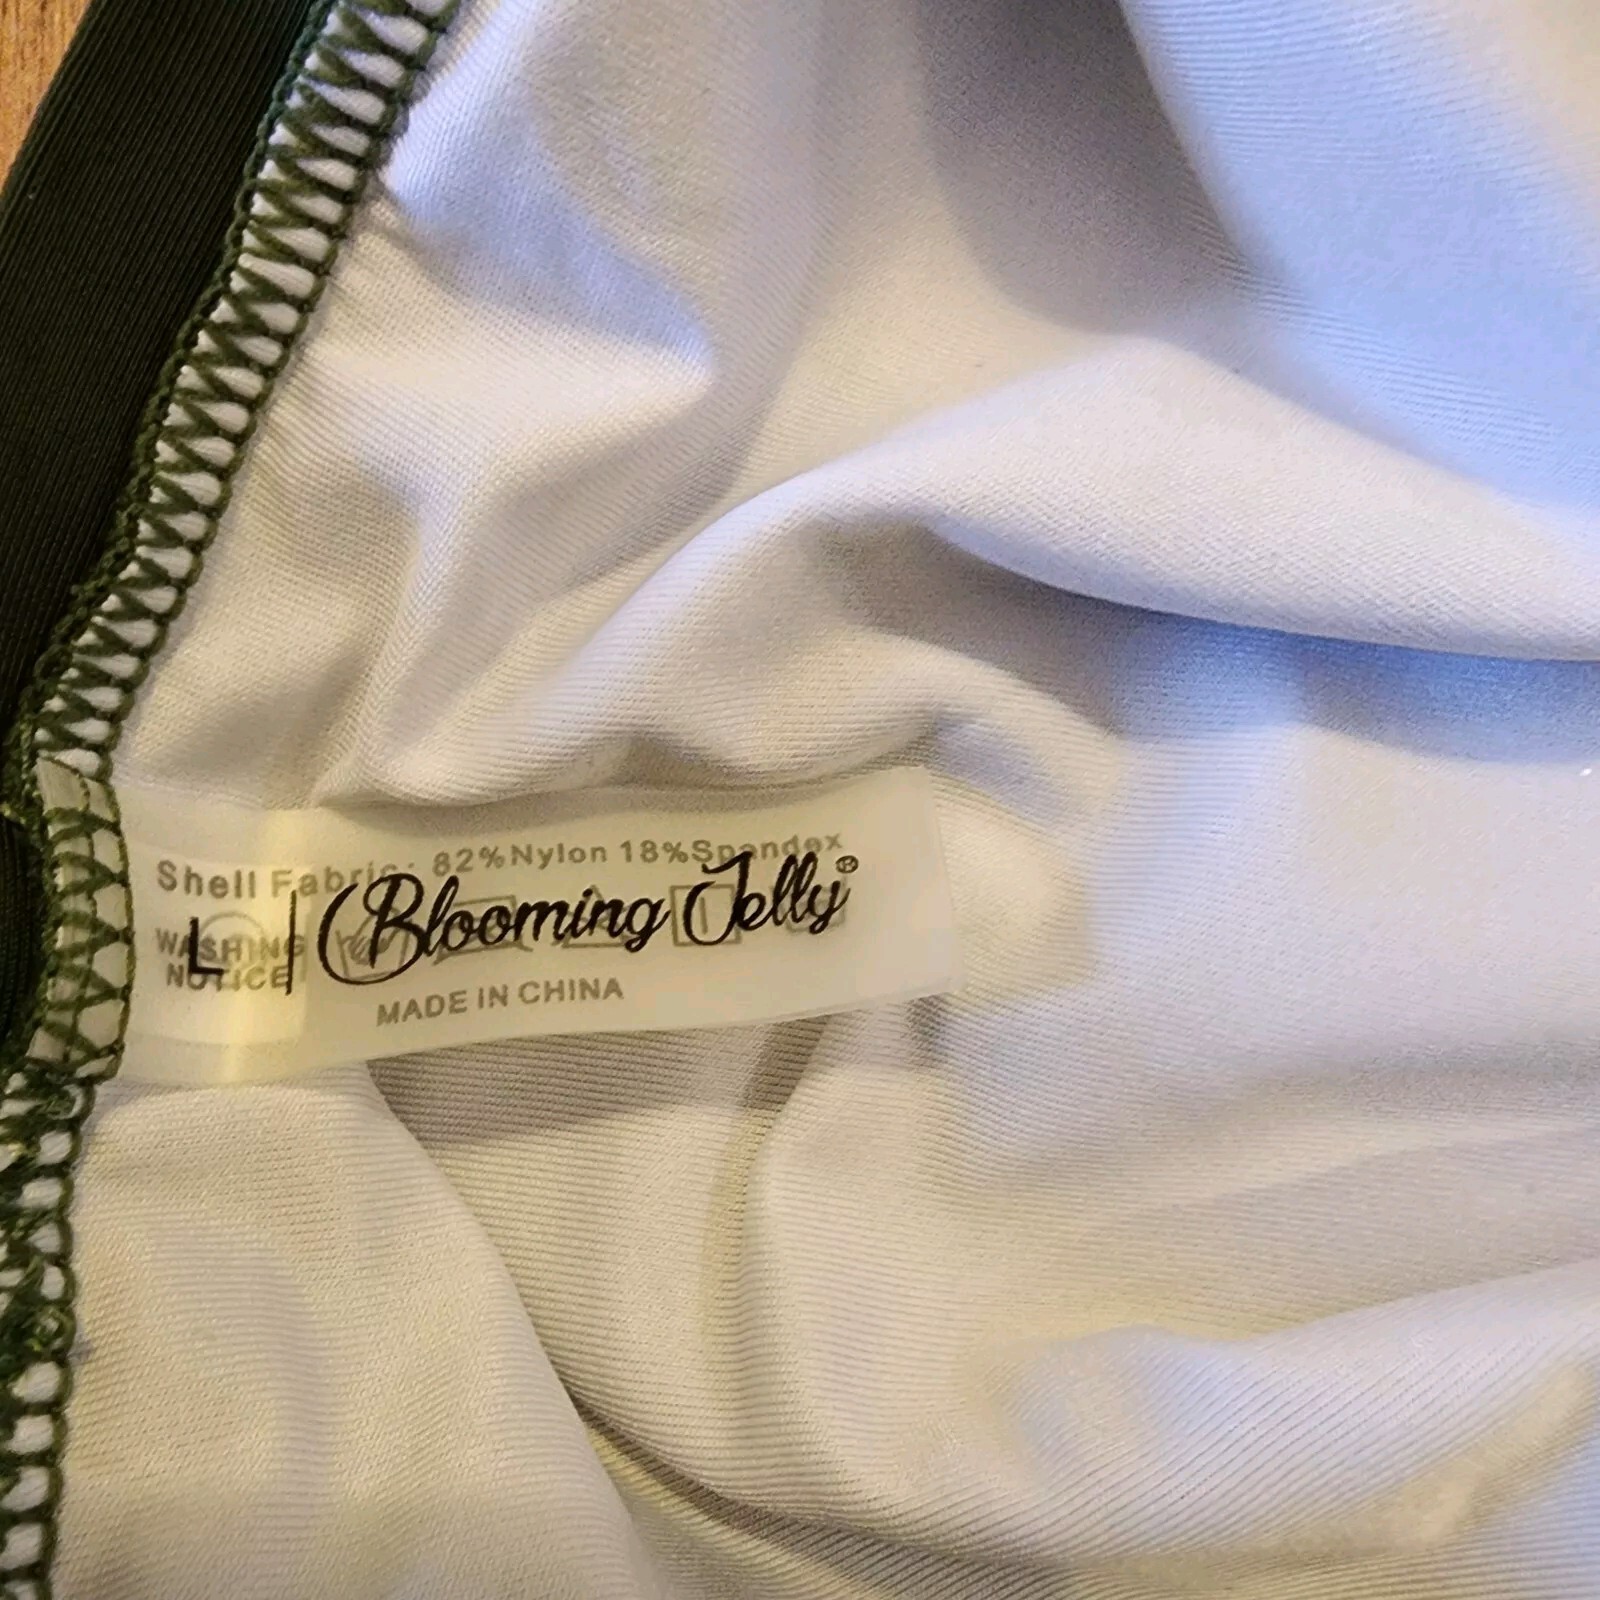 Shell Fabric: 82%Nylon 18%Spandex
L | Blooming Jelly®
WASHING
NOTICE
MADE IN CHINA